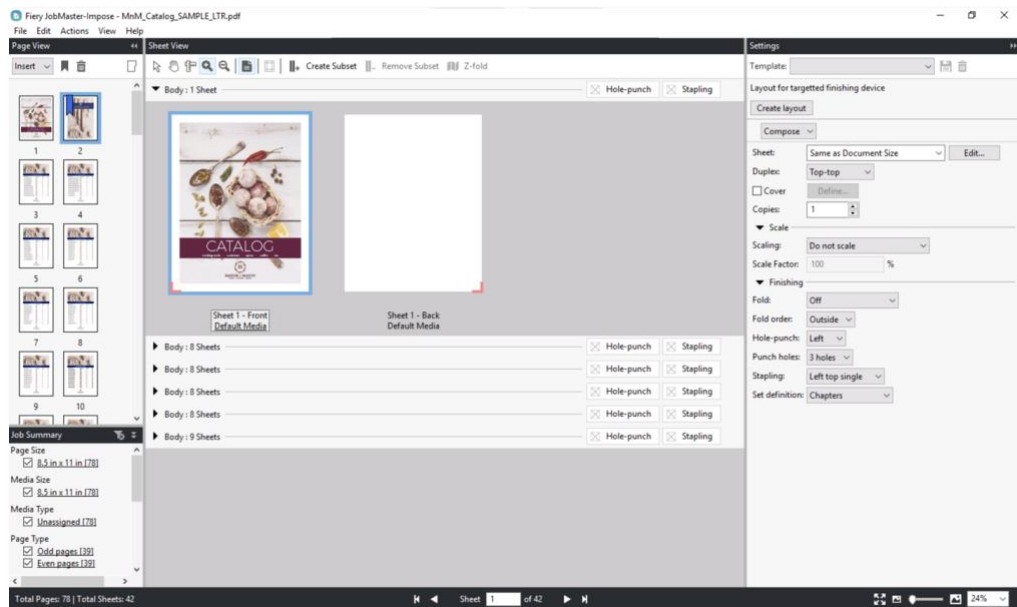 Fiery JobMaster-Impose - MnM_Catalog_SAMPLE_LTR.pdf
File Edit Actions View Help
Page View
Insert
1 2
3 4
5 6
7 8
9 10
Job Summary
Page Size
8.5 in x 11 in [78]
Media Size
8.5 in x 11 in [78]
Media Type
Unassigned [78]
Page Type
Odd pages [39]
Even pages [39]
Sheet View
Create Subset Remove Subset Z-fold
Body : 1 Sheet Hole-punch Stapling
CATALOG
Sheet 1 - Front
Default Media
Sheet 1 - Back
Default Media
Body : 8 Sheets Hole-punch Stapling
Body : 8 Sheets Hole-punch Stapling
Body : 8 Sheets Hole-punch Stapling
Body : 8 Sheets Hole-punch Stapling
Body : 9 Sheets Hole-punch Stapling
Settings
Template:
Layout for targetted finishing device
Create layout
Compose
Sheet: Same as Document Size Edit...
Duplex: Top-top
Cover Define...
Copies: 1
Scale
Scaling: Do not scale
Scale Factor: 100 %
Finishing
Fold: Off
Fold order: Outside
Hole-punch: Left
Punch holes: 3 holes
Stapling: Left top single
Set definition: Chapters
Total Pages: 78 | Total Sheets: 42
Sheet 1 of 42
24%